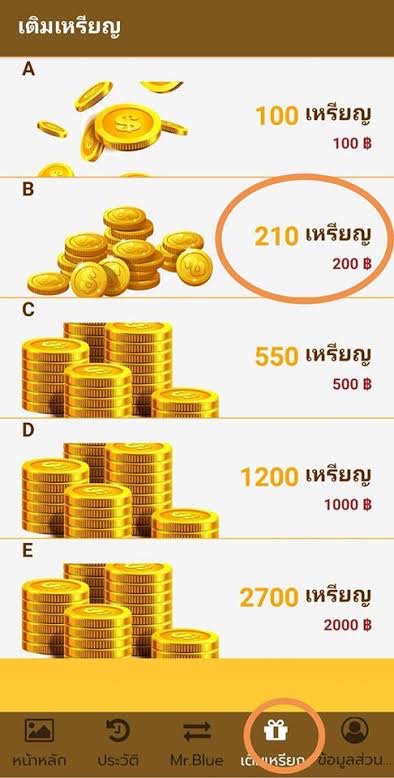 เติมเหรียญ
A
100 เหรียญ
100 ฿
B
210 เหรียญ
200 ฿
C
550 เหรียญ
500 ฿
D
1200 เหรียญ
1000 ฿
E
2700 เหรียญ
2000 ฿
หน้าหลัก ประวัติ Mr.Blue เติมเหรียญ ข้อมูลส่วน...